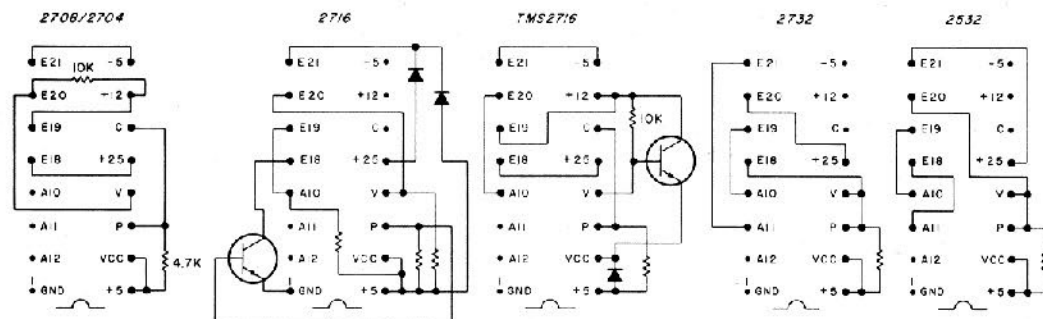 2708/2704
E21 -5
10K
E20 +12
E19 C
E18 +25
A10 V
A11 P
A12 VCC
4.7K
GND +5
2716
E21 -5
E20 +12
E19 C
E18 +25
A10 V
A11 P
A12 VCC
GND +5
TMS2716
E21 -5
E20 +12
10K
E19 C
E18 +25
A10 V
A11 P
A12 VCC
GND +5
2732
E21 -5
E20 +12
E19 C
E18 +25
A10 V
A11 P
A12 VCC
GND +5
2532
E21 -5
E20 +12
E19 C
E18 +25
A10 V
A11 P
A12 VCC
GND +5